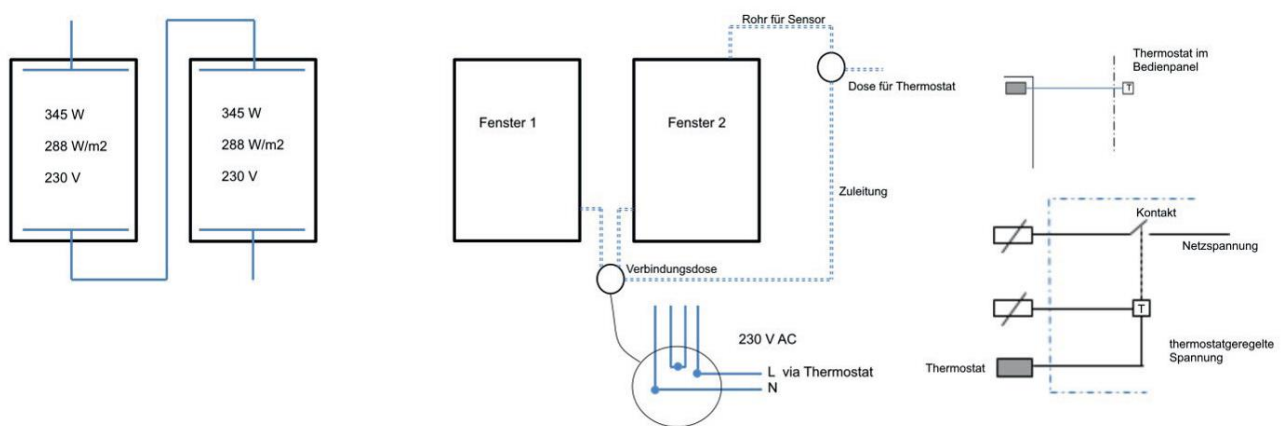 345 W
288 W/m2
230 V
345 W
288 W/m2
230 V
Fenster 1
Fenster 2
Rohr für Sensor
Dose für Thermostat
Zuleitung
Verbindungsdose
230 V AC
L via Thermostat
N
Thermostat im
Bedienpanel
T
Kontakt
Netzspannung
T
thermostatgeregelte
Spannung
Thermostat